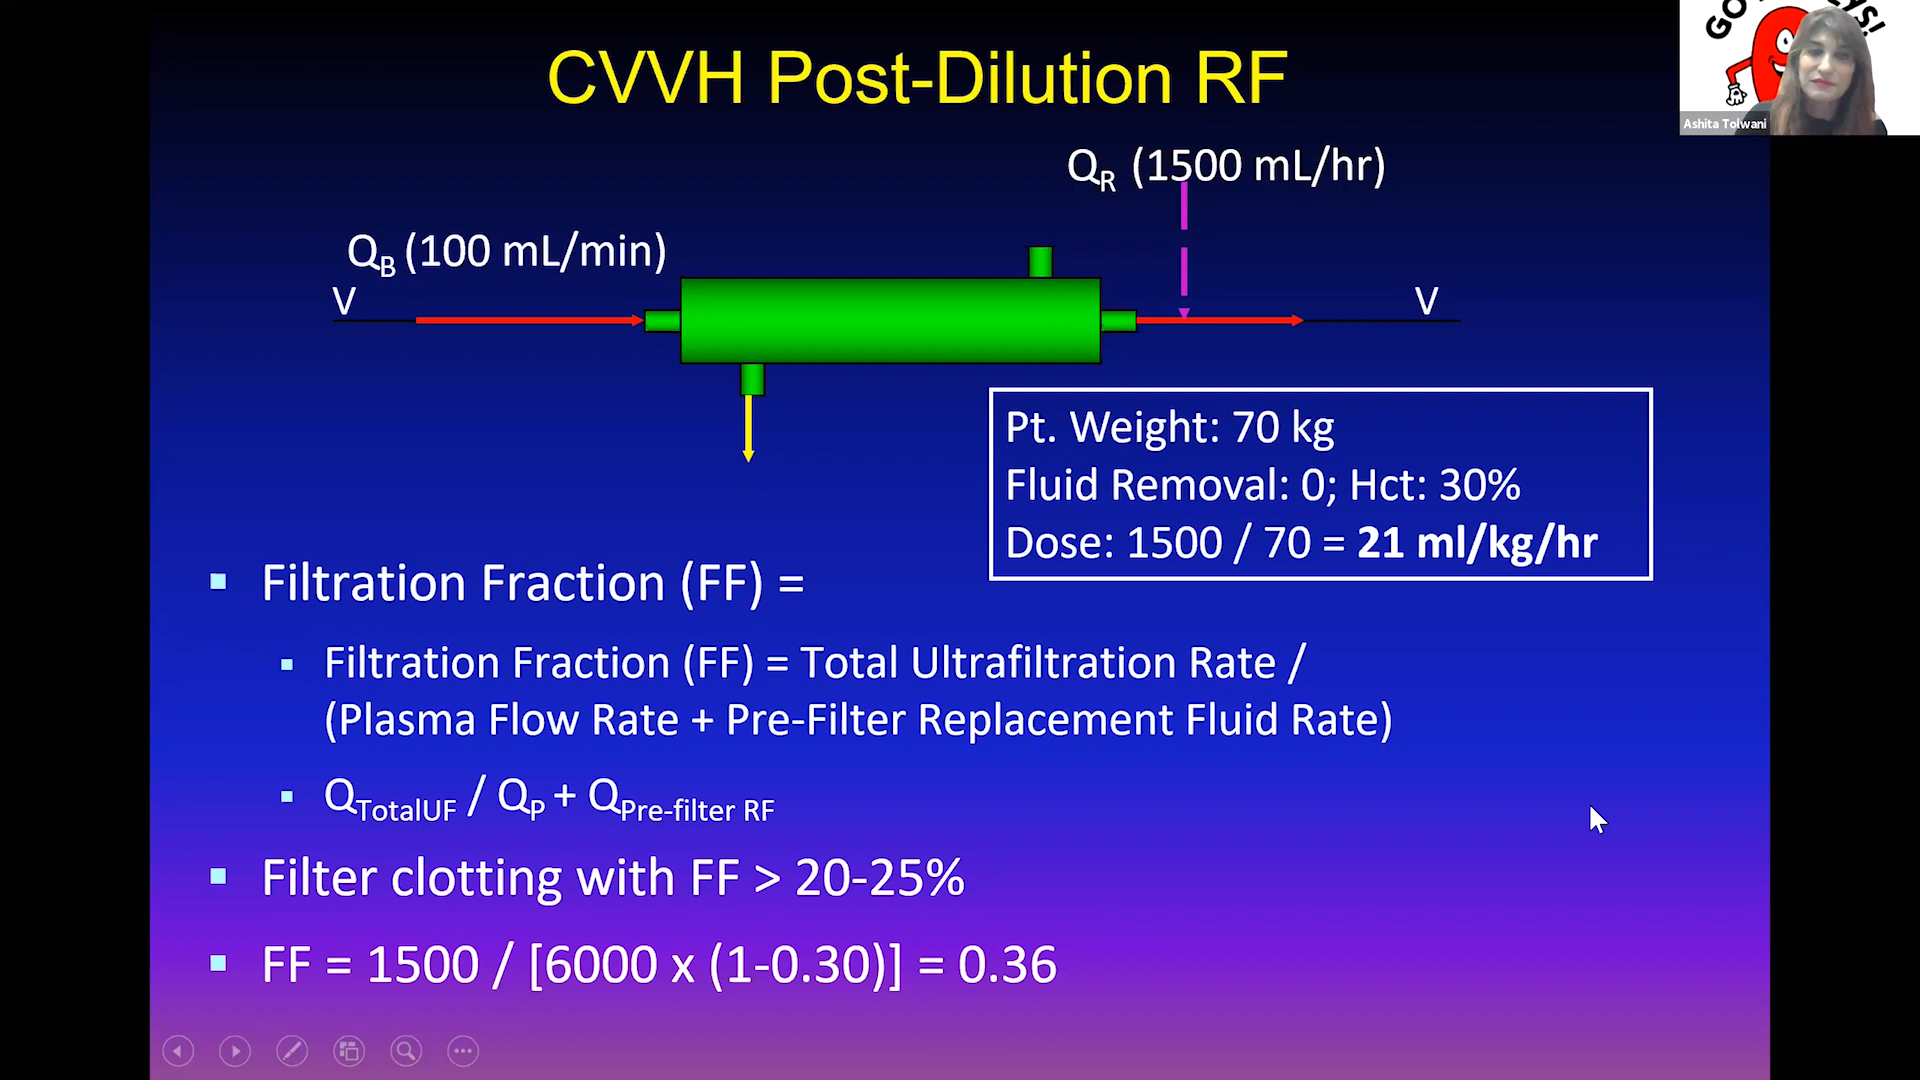 CVVH Post-Dilution RF
Ashita Tolwani
QR (1500 mL/hr)
QB (100 mL/min)
V
V
Pt. Weight: 70 kg
Fluid Removal: 0; Hct: 30%
Dose: 1500 / 70 = 21 ml/kg/hr
Filtration Fraction (FF) =
Filtration Fraction (FF) = Total Ultrafiltration Rate /
(Plasma Flow Rate + Pre-Filter Replacement Fluid Rate)
QTotalUF / QP + QPre-filter RF
Filter clotting with FF > 20-25%
FF = 1500 / [6000 x (1-0.30)] = 0.36